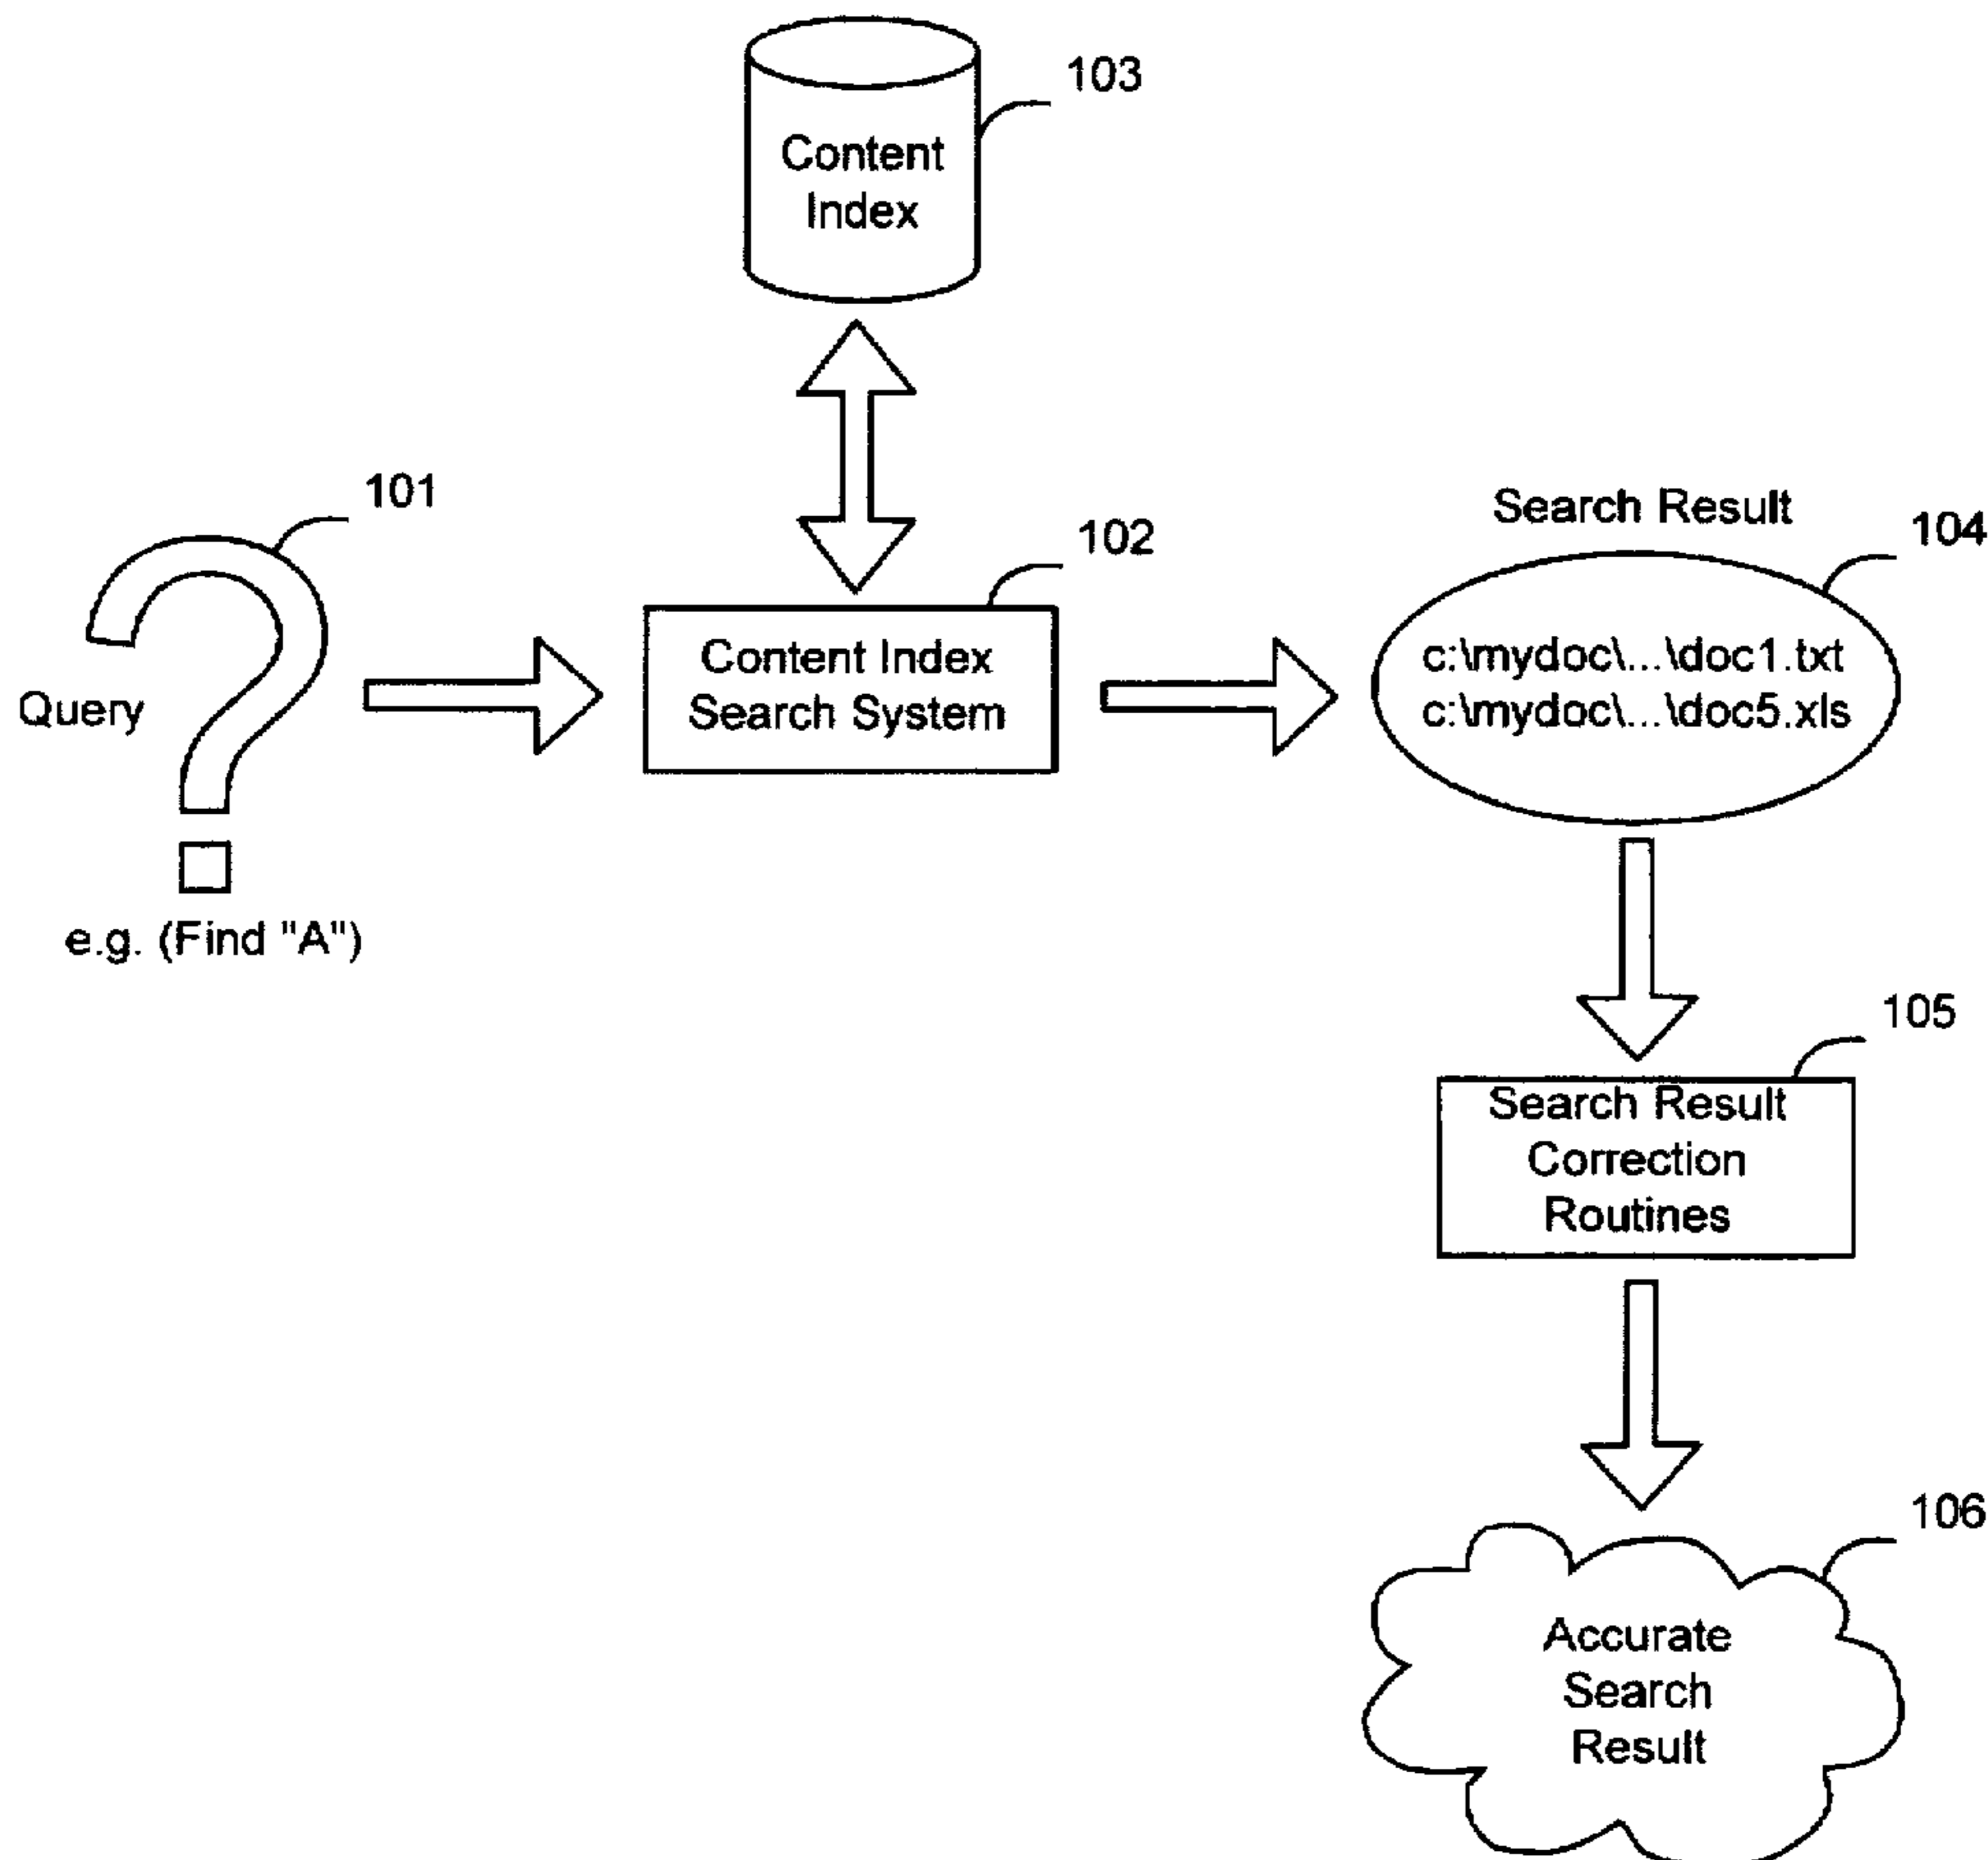 103
Content
Index
101
102
Search Result
104
Query
Content Index
Search System
c:\mydoc\...\doc1.txt
c:\mydoc\...\doc5.xls
e.g. (Find "A")
105
Search Result
Correction
Routines
106
Accurate
Search
Result